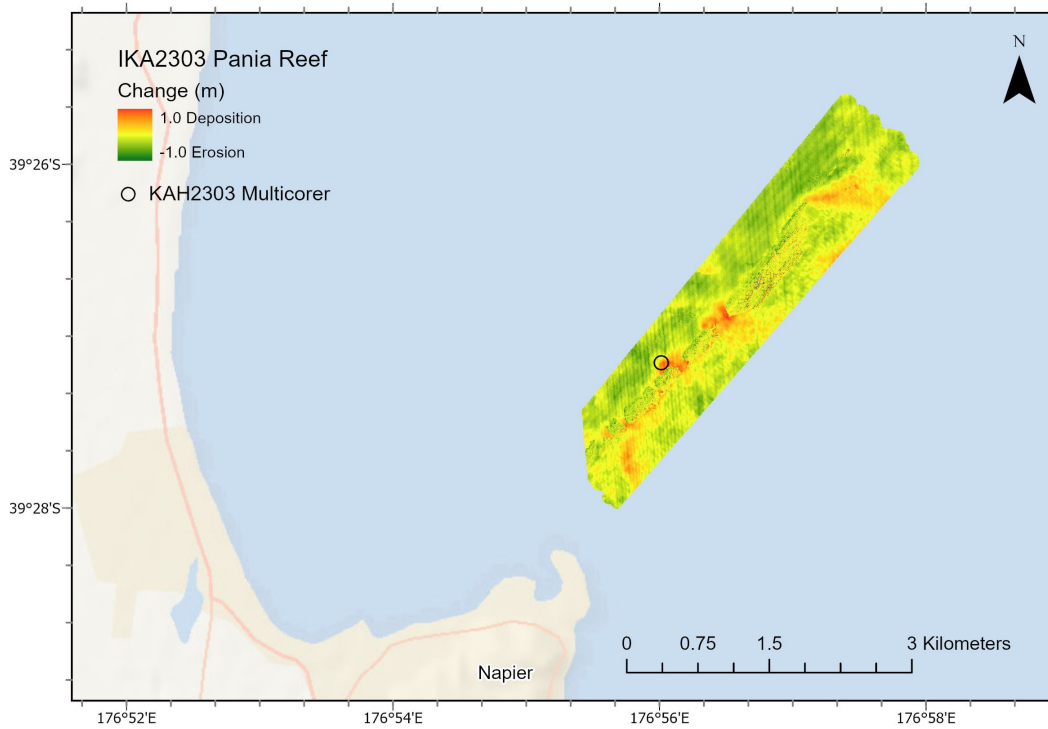 IKA2303 Pania Reef
Change (m)
1.0 Deposition
-1.0 Erosion
KAH2303 Multicorer
N
39°26'S
39°28'S
Napier
0 0.75 1.5 3 Kilometers
176°52'E 176°54'E 176°56'E 176°58'E